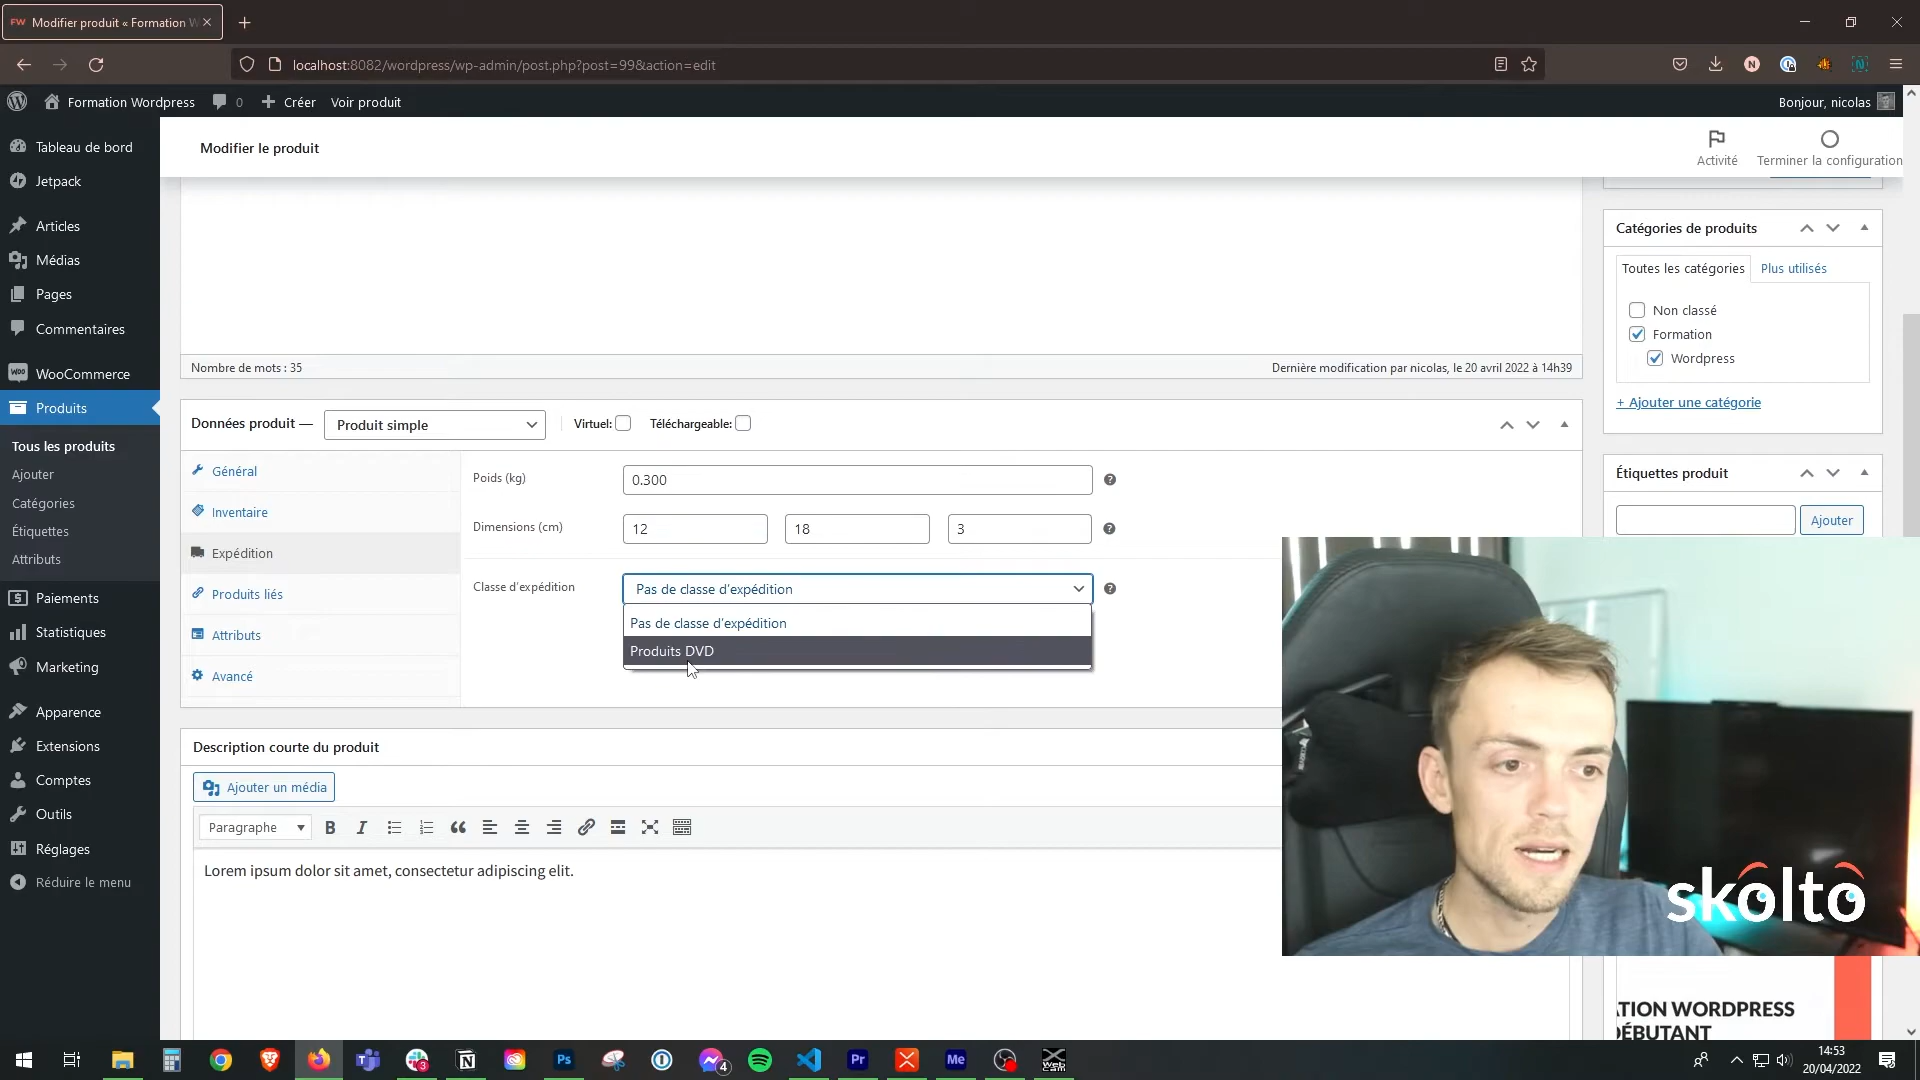 FW Modifier produit « Formation W
localhost:8082/wordpress/wp-admin/post.php?post=99&action=edit
Formation Wordpress 0 Créer Voir produit Bonjour, nicolas
Tableau de bord
Jetpack
Articles
Médias
Pages
Commentaires
WooCommerce
Produits
Tous les produits
Ajouter
Catégories
Étiquettes
Attributs
Paiements
Statistiques
Marketing
Apparence
Extensions
Comptes
Outils
Réglages
Réduire le menu
Modifier le produit
Activité
Terminer la configuration
Nombre de mots : 35
Dernière modification par nicolas, le 20 avril 2022 à 14h39
Données produit — Produit simple Virtuel: Téléchargeable:
Général
Inventaire
Expédition
Produits liés
Attributs
Avancé
Poids (kg) 0.300
Dimensions (cm) 12 18 3
Classe d'expédition Pas de classe d'expédition
Pas de classe d'expédition
Produits DVD
Description courte du produit
Ajouter un média
Paragraphe
Lorem ipsum dolor sit amet, consectetur adipiscing elit.
Catégories de produits
Toutes les catégories Plus utilisés
Non classé
Formation
Wordpress
+ Ajouter une catégorie
Étiquettes produit
Ajouter
skolto
ATION WORDPRESS
DÉBUTANT
14:53
20/04/2022